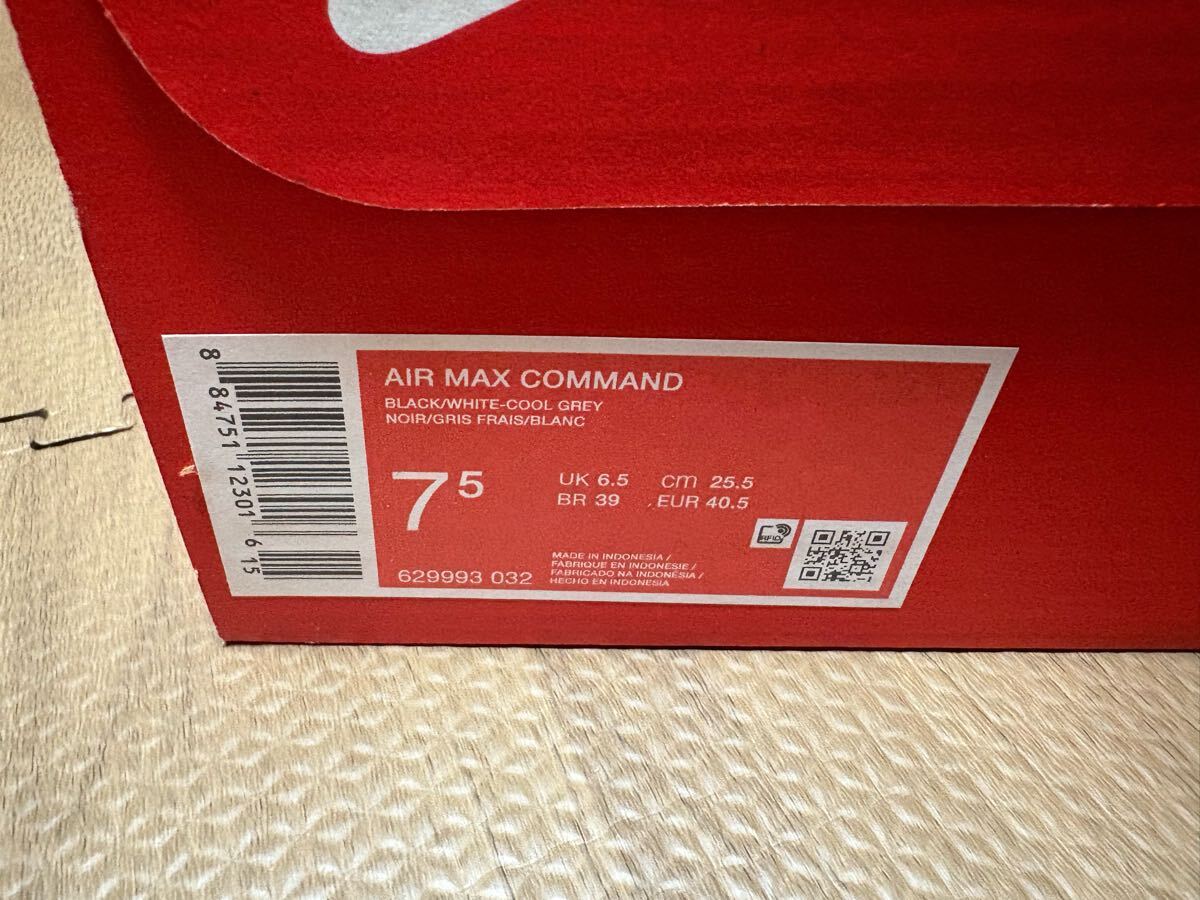 AIR MAX COMMAND
BLACK/WHITE-COOL GREY
NOIR/GRIS FRAIS/BLANC
7 5
UK 6.5 cm 25.5
BR 39 EUR 40.5
629993 032
MADE IN INDONESIA /
FABRIQUE EN INDONESIE /
FABRICADO NA INDONÉSIA /
HECHO EN INDONESIA
RFID
8 84751 12301 6 15